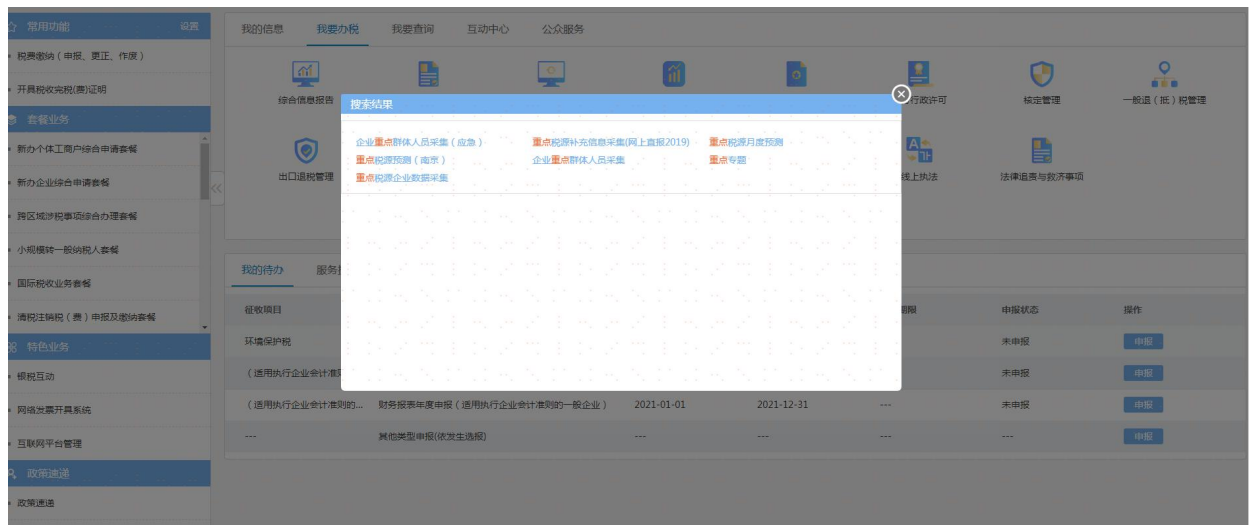 常用功能 设置
税费缴纳（申报、更正、作废）
开具税收完税(费)证明
套餐业务
新办个体工商户综合申请套餐
新办企业综合申请套餐
跨区域涉税事项综合办理套餐
小规模转一般纳税人套餐
国际税收业务套餐
清税注销税（费）申报及缴纳套餐
特色业务
银税互动
网络发票开具系统
互联网平台管理
政策速递
政策速递
我的信息 我要办税 我要查询 互动中心 公众服务
综合信息报告 行政许可 核定管理 一般退（抵）税管理
出口退税管理 线上执法 法律追责与救济事项
搜索结果
企业重点群体人员采集（应急） 重点税源补充信息采集(网上直报2019) 重点税源月度预测
重点税源预测（南京） 企业重点群体人员采集 重点专题
重点税源企业数据采集
我的待办 服务
征收项目 期限 申报状态 操作
环境保护税 未申报 申报
（适用执行企业会计准则 未申报 申报
（适用执行企业会计准则的... 财务报表年度申报（适用执行企业会计准则的一般企业） 2021-01-01 2021-12-31 --- 未申报 申报
--- 其他类型申报(依发生选报) --- --- --- --- 申报